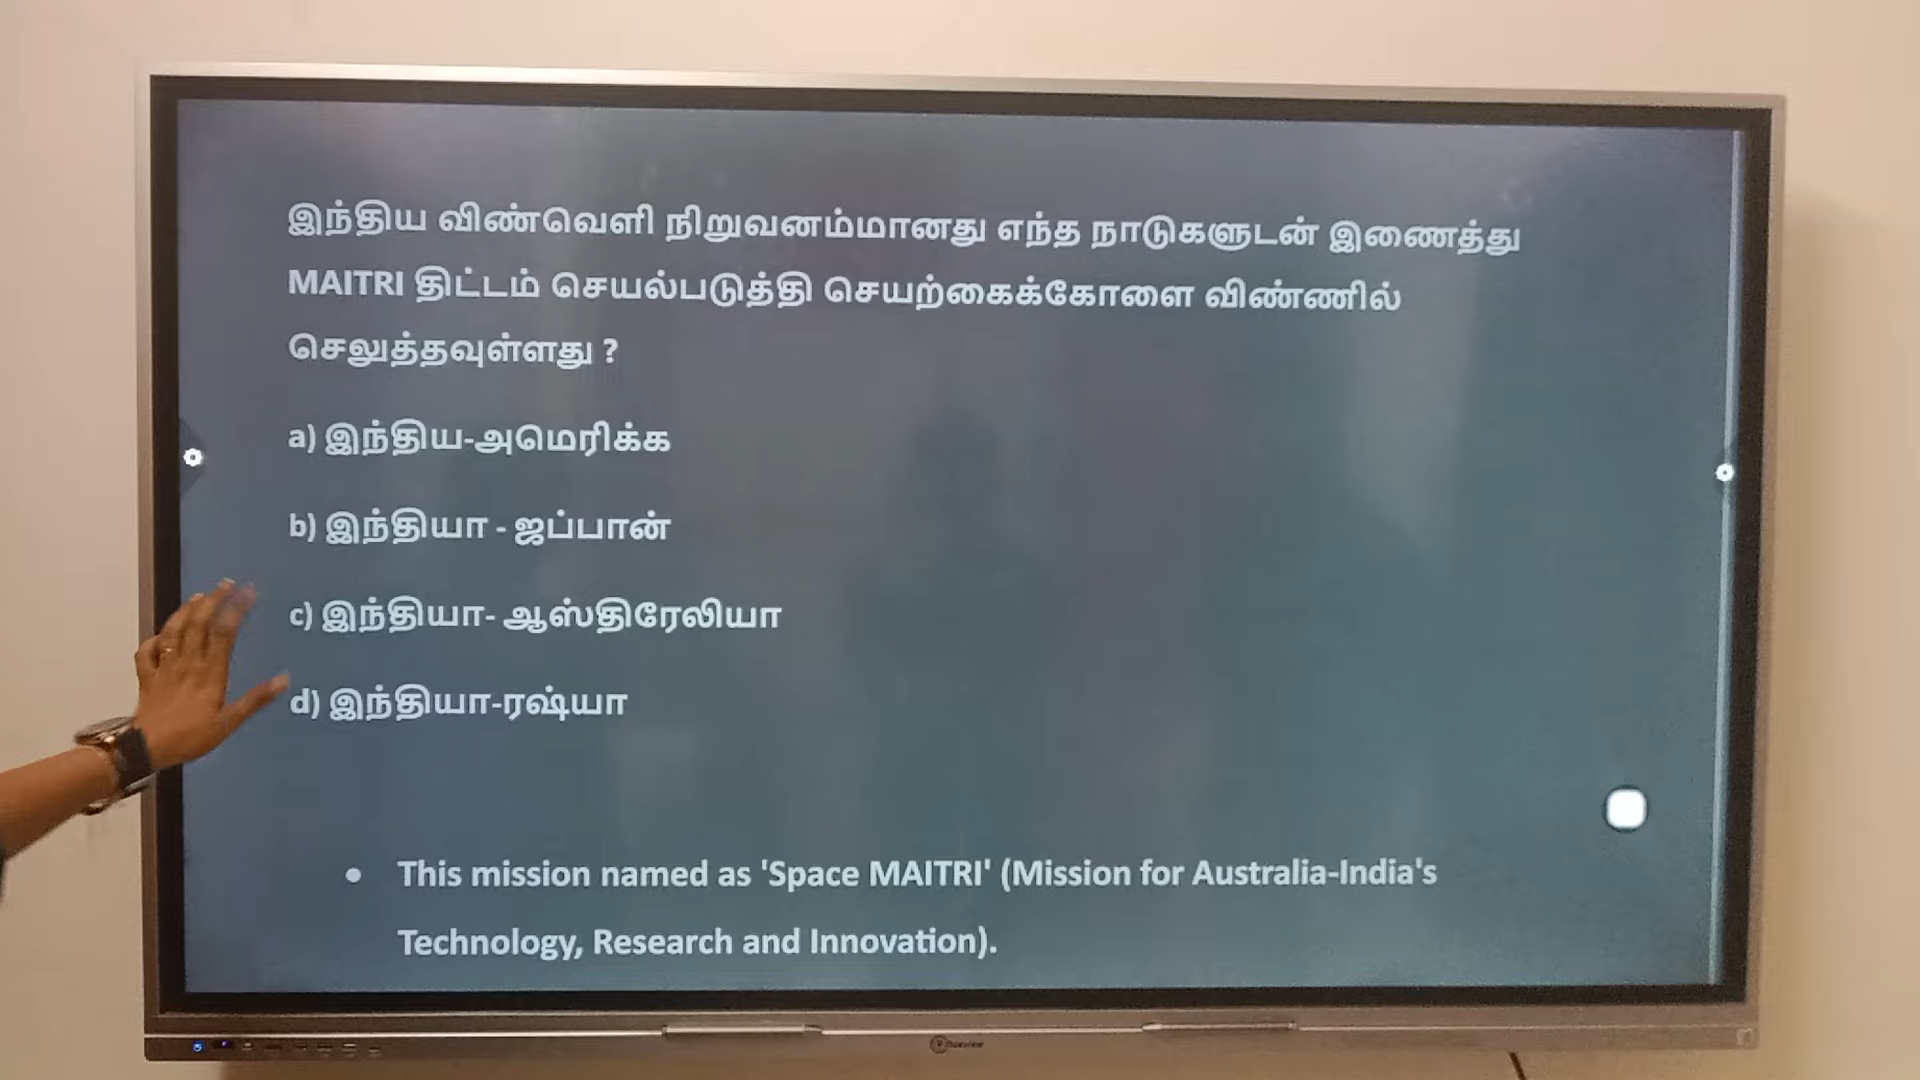 இந்திய விண்வெளி நிறுவனம்மானது எந்த நாடுகளுடன் இணைத்து
MAITRI திட்டம் செயல்படுத்தி செயற்கைக்கோளை விண்ணில்
செலுத்தவுள்ளது ?
a) இந்திய-அமெரிக்க
b) இந்தியா - ஜப்பான்
c) இந்தியா- ஆஸ்திரேலியா
d) இந்தியா-ரஷ்யா
• This mission named as 'Space MAITRI' (Mission for Australia-India's
Technology, Research and Innovation).